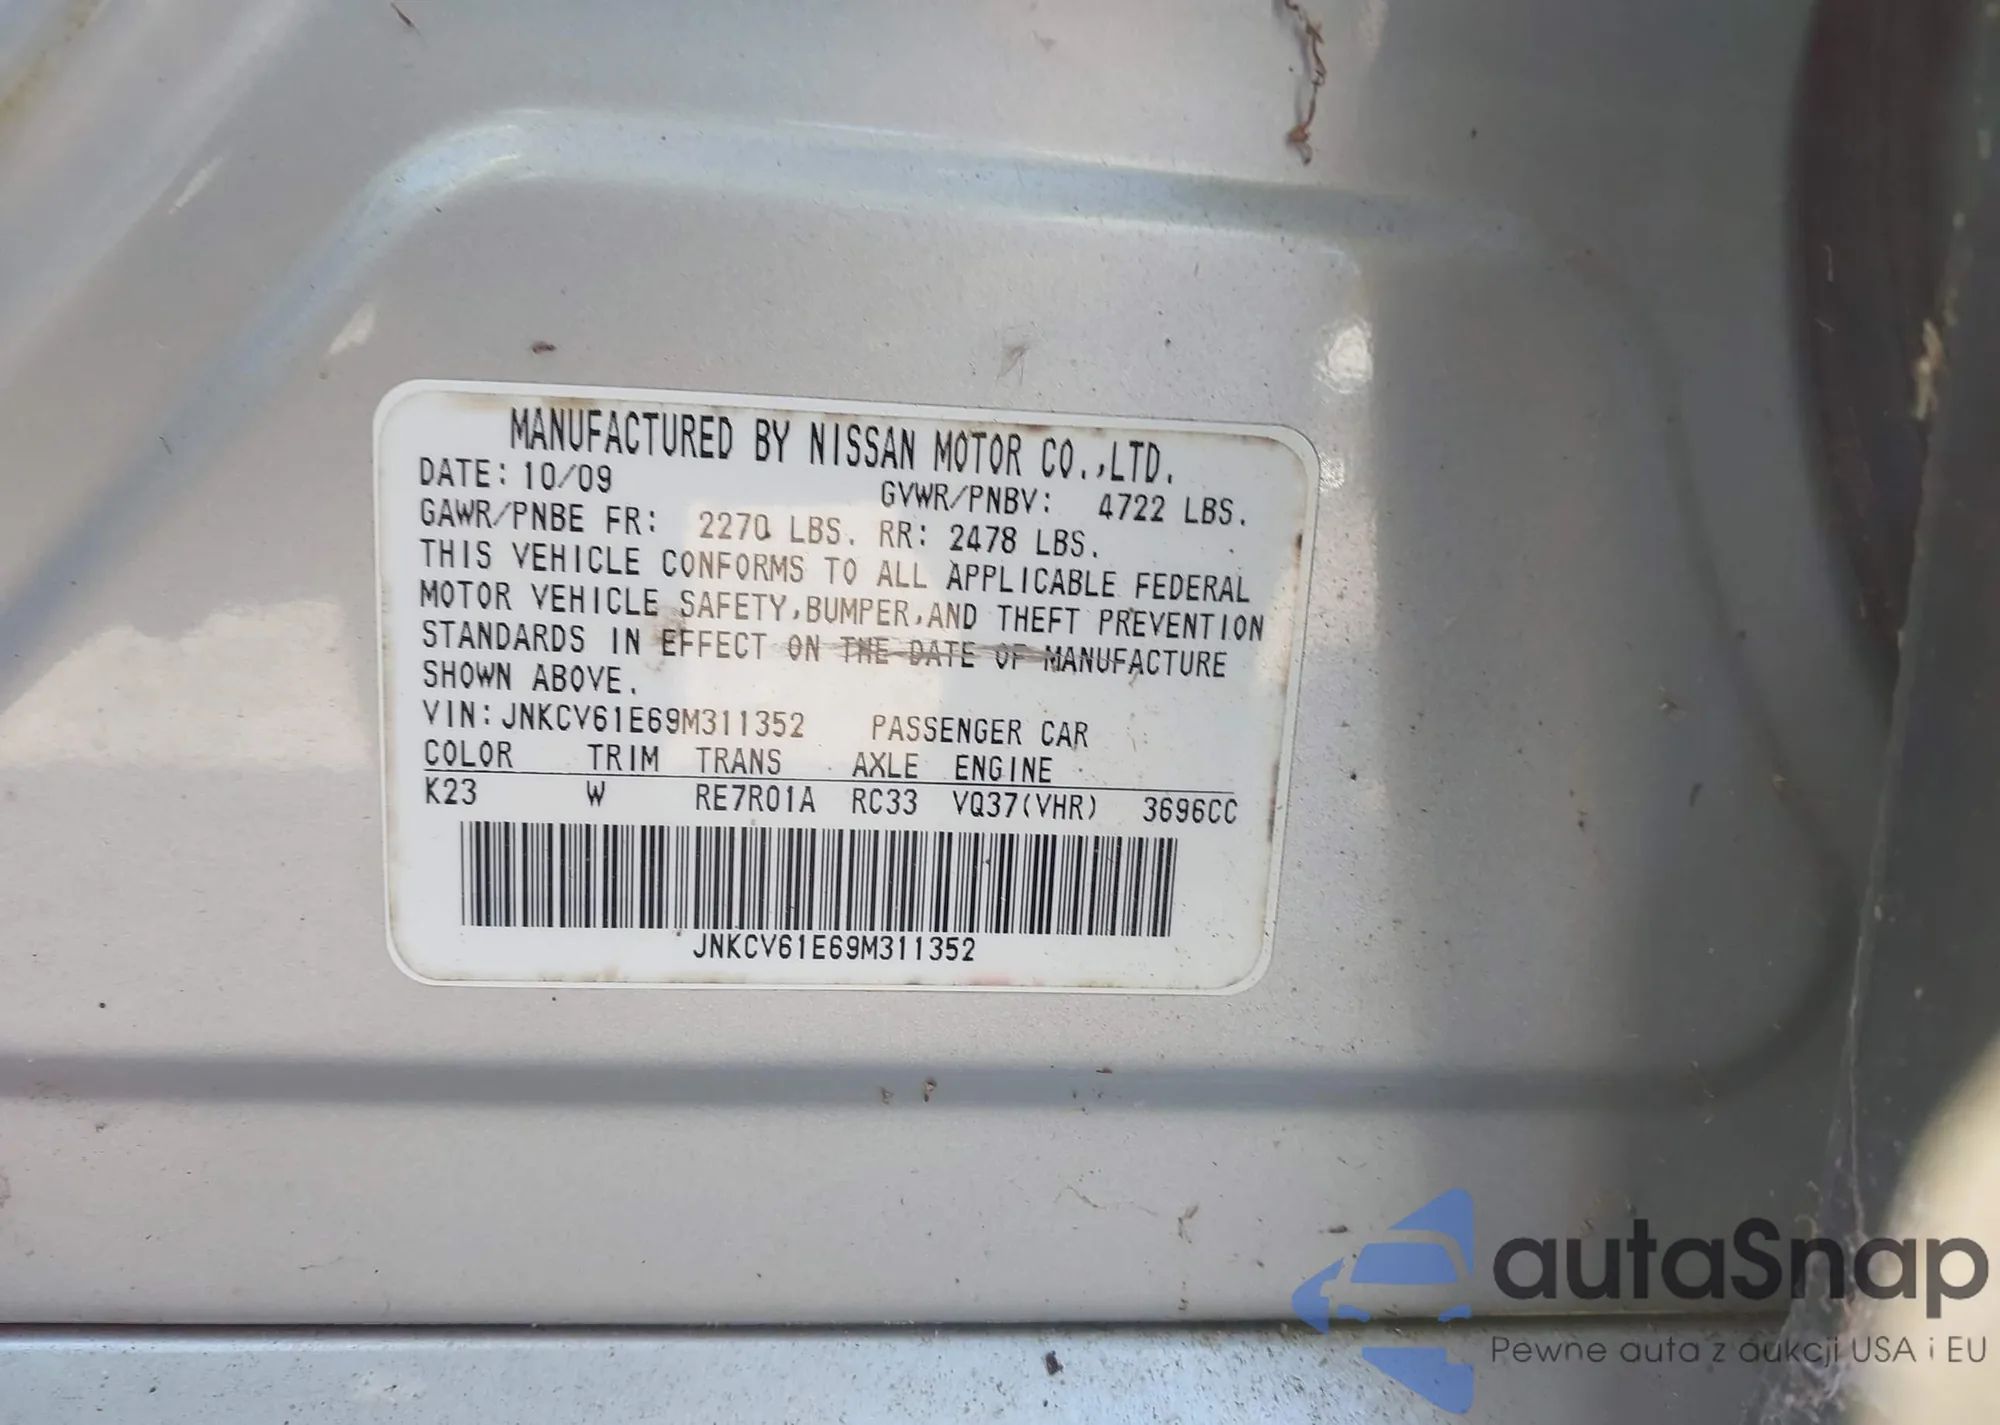 MANUFACTURED BY NISSAN MOTOR CO.,LTD.
DATE: 10/09 GVWR/PNBV: 4722 LBS.
GAWR/PNBE FR: 2270 LBS. RR: 2478 LBS.
THIS VEHICLE CONFORMS TO ALL APPLICABLE FEDERAL
MOTOR VEHICLE SAFETY,BUMPER,AND THEFT PREVENTION
STANDARDS IN EFFECT ON THE DATE OF MANUFACTURE
SHOWN ABOVE.
VIN: JNKCV61E69M311352 PASSENGER CAR
COLOR TRIM TRANS AXLE ENGINE
K23 W RE7R01A RC33 VQ37(VHR) 3696CC
JNKCV61E69M311352
autaSnap
Pewne auta z aukcji USA i EU